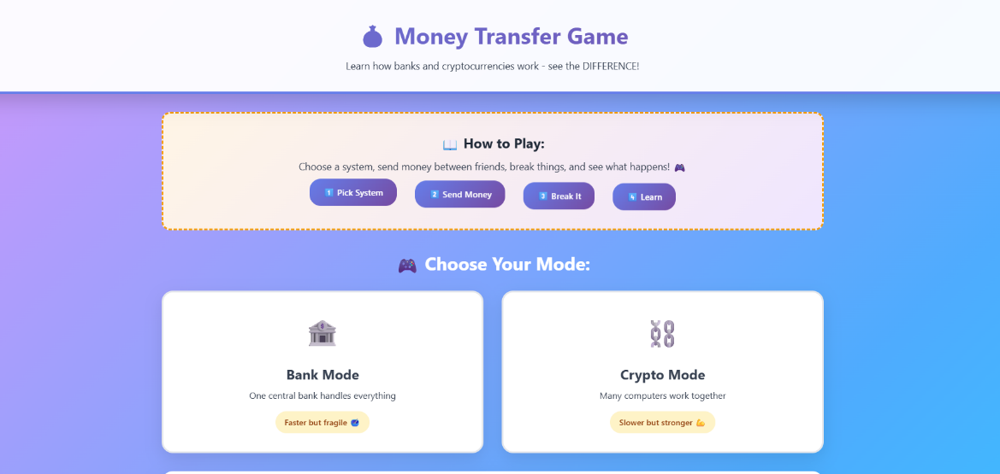 Money Transfer Game
Learn how banks and cryptocurrencies work - see the DIFFERENCE!
How to Play:
Choose a system, send money between friends, break things, and see what happens! 🎮
1️⃣ Pick System
2️⃣ Send Money
3️⃣ Break It
4️⃣ Learn
Choose Your Mode:
Bank Mode
One central bank handles everything
Faster but fragile
Crypto Mode
Many computers work together
Slower but stronger 💪